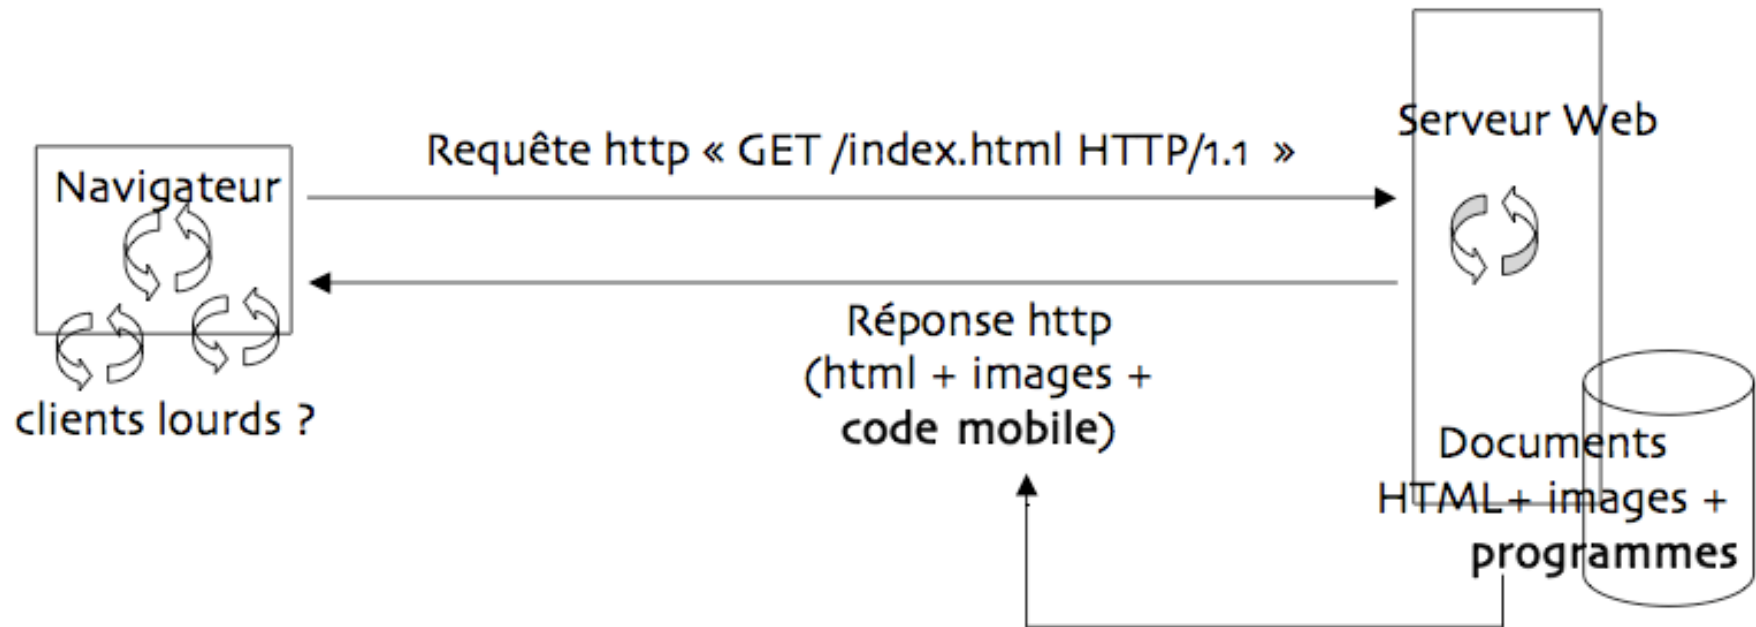 Navigateur
clients lourds ?
Requête http « GET /index.html HTTP/1.1 »
Réponse http
(html + images +
code mobile)
Serveur Web
Documents
HTML+ images +
programmes